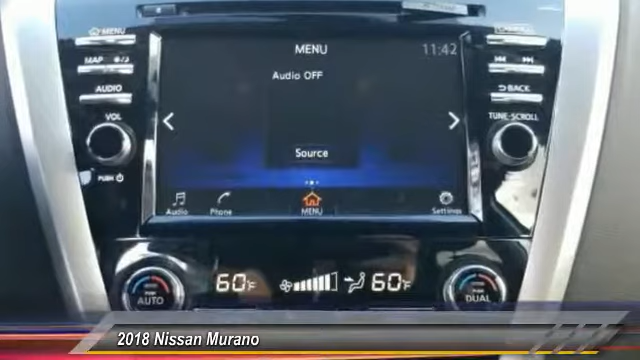 MENU
MENU
11:42
MAP
Audio OFF
AUDIO
BACK
VOL
TUNE·SCROLL
Source
PUSH
Audio
Phone
MENU
Settings
60°F
60°F
AUTO
DUAL
2018 Nissan Murano